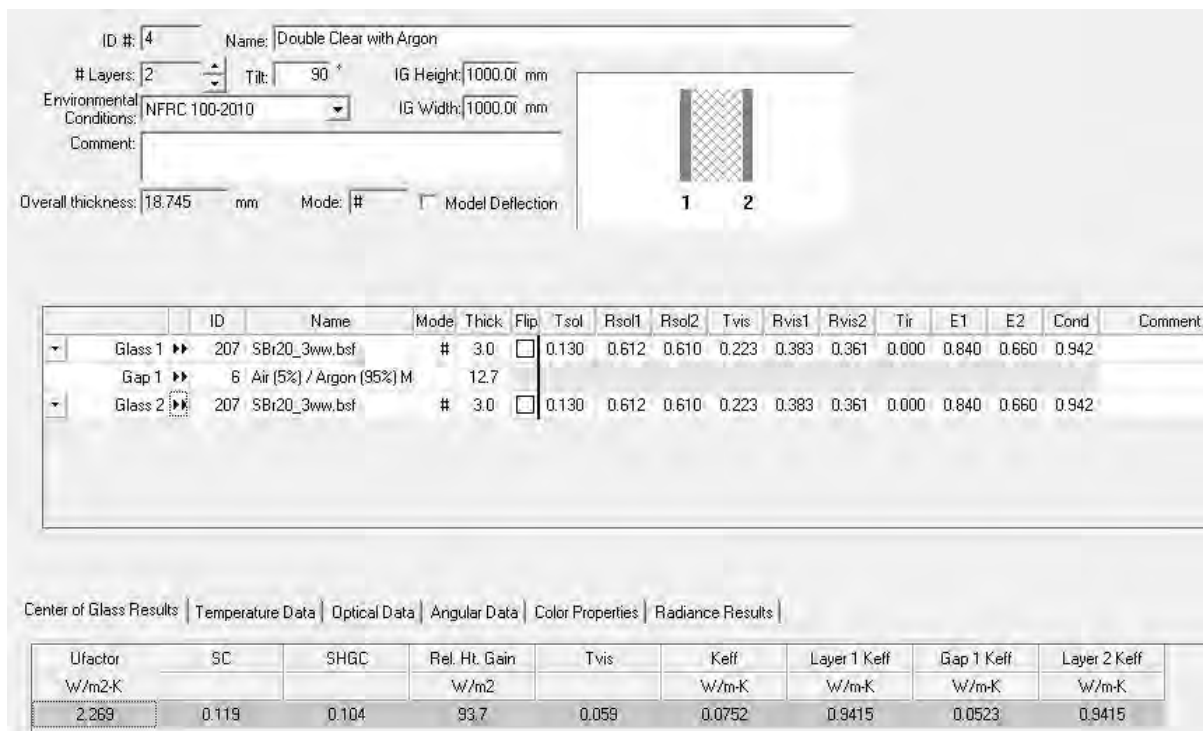 ID #: 4 Name: Double Clear with Argon
# Layers: 2 Tilt: 90 ° IG Height: 1000.00 mm
Environmental Conditions: NFRC 100-2010 IG Width: 1000.00 mm
Comment:
Overall thickness: 18.745 mm Mode: # Model Deflection
1 2
ID Name Mode Thick Flip Tsol Rsol1 Rsol2 Tvis Rvis1 Rvis2 Tir E1 E2 Cond Comment
Glass 1 207 SBr20_3ww.bsf # 3.0 0.130 0.612 0.610 0.223 0.383 0.361 0.000 0.840 0.660 0.942
Gap 1 6 Air (5%) / Argon (95%) M 12.7
Glass 2 207 SBr20_3ww.bsf # 3.0 0.130 0.612 0.610 0.223 0.383 0.361 0.000 0.840 0.660 0.942
Center of Glass Results Temperature Data Optical Data Angular Data Color Properties Radiance Results
Ufactor SC SHGC Rel. Ht. Gain Tvis Keff Layer 1 Keff Gap 1 Keff Layer 2 Keff
W/m2-K W/m2 W/m-K W/m-K W/m-K W/m-K
2.269 0.119 0.104 93.7 0.059 0.0752 0.9415 0.0523 0.9415